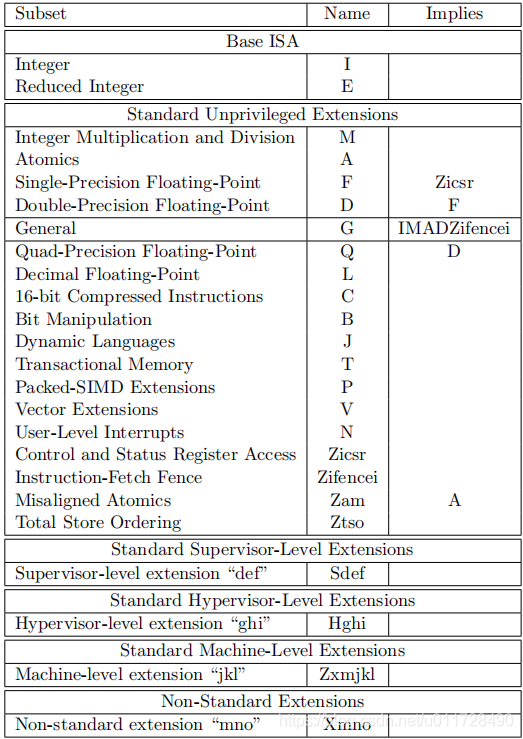 Subset Name Implies
Base ISA
Integer I
Reduced Integer E
Standard Unprivileged Extensions
Integer Multiplication and Division M
Atomics A
Single-Precision Floating-Point F Zicsr
Double-Precision Floating-Point D F
General G IMADZifencei
Quad-Precision Floating-Point Q D
Decimal Floating-Point L
16-bit Compressed Instructions C
Bit Manipulation B
Dynamic Languages J
Transactional Memory T
Packed-SIMD Extensions P
Vector Extensions V
User-Level Interrupts N
Control and Status Register Access Zicsr
Instruction-Fetch Fence Zifencei
Misaligned Atomics Zam A
Total Store Ordering Ztso
Standard Supervisor-Level Extensions
Supervisor-level extension “def” Sdef
Standard Hypervisor-Level Extensions
Hypervisor-level extension “ghi” Hghi
Standard Machine-Level Extensions
Machine-level extension “jkl” Zxmjkl
Non-Standard Extensions
Non-standard extension “mno” Xmno